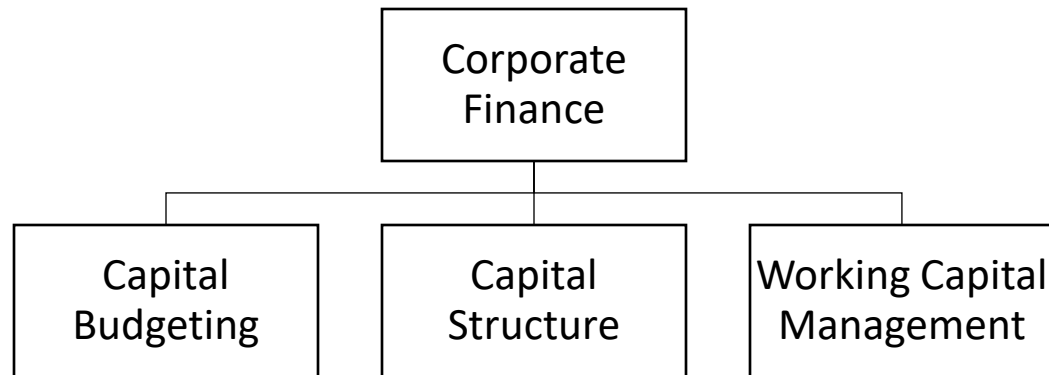 Corporate
Finance
Capital
Budgeting
Capital
Structure
Working Capital
Management